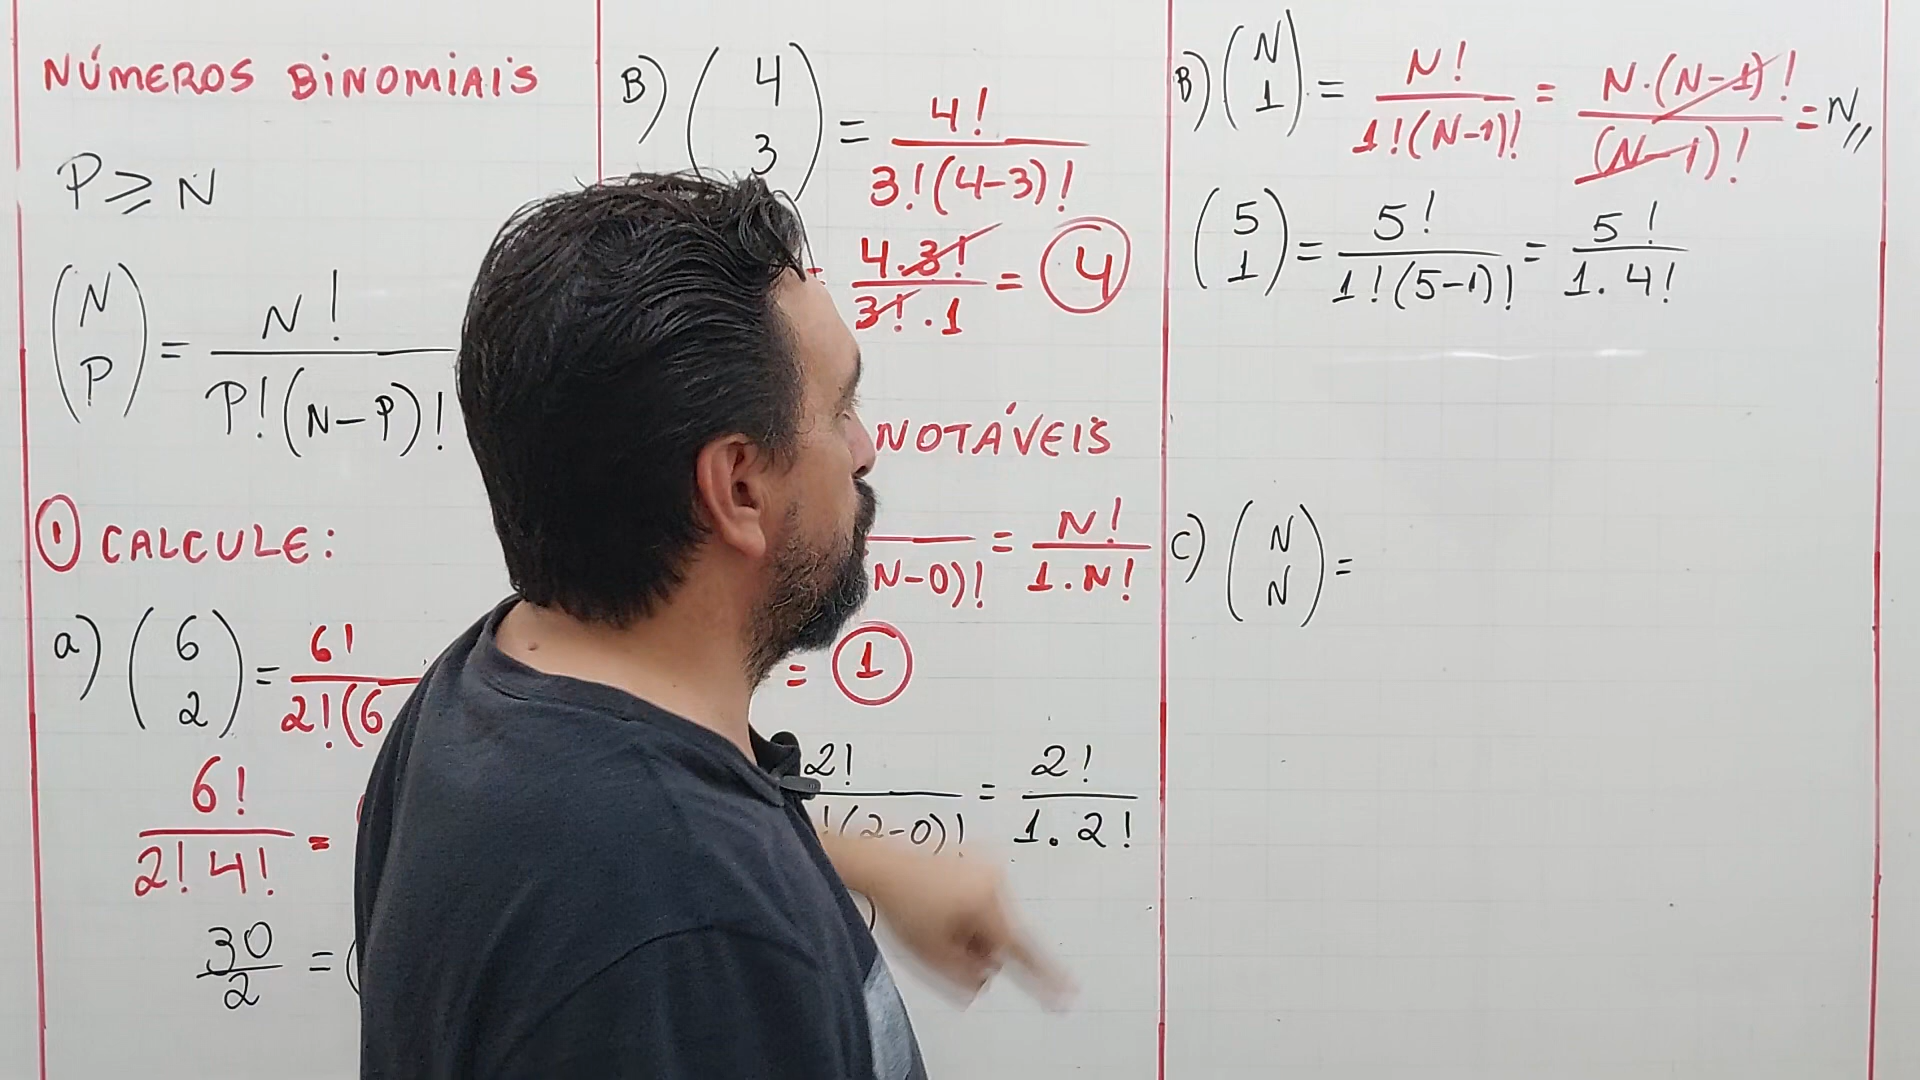 NÚMEROS BINOMIAIS
P ≥ N
(N P) = N! / P!(N-P)!
① CALCULE:
a) (6 2) = 6! / 2!(6
6! / 2! 4! =
30 / 2 = (
B) (4 3) = 4! / 3!(4-3)!
4.3! / 3!.1 = 4
NOTÁVEIS
N-0)! = N! / 1.N!
= 1
2! / !(2-0)! = 2! / 1.2!
B) (N 1) = N! / 1!(N-1)! = N.(N-1)! / (N-1)! = N//
(5 1) = 5! / 1!(5-1)! = 5! / 1.4!
C) (N N) =